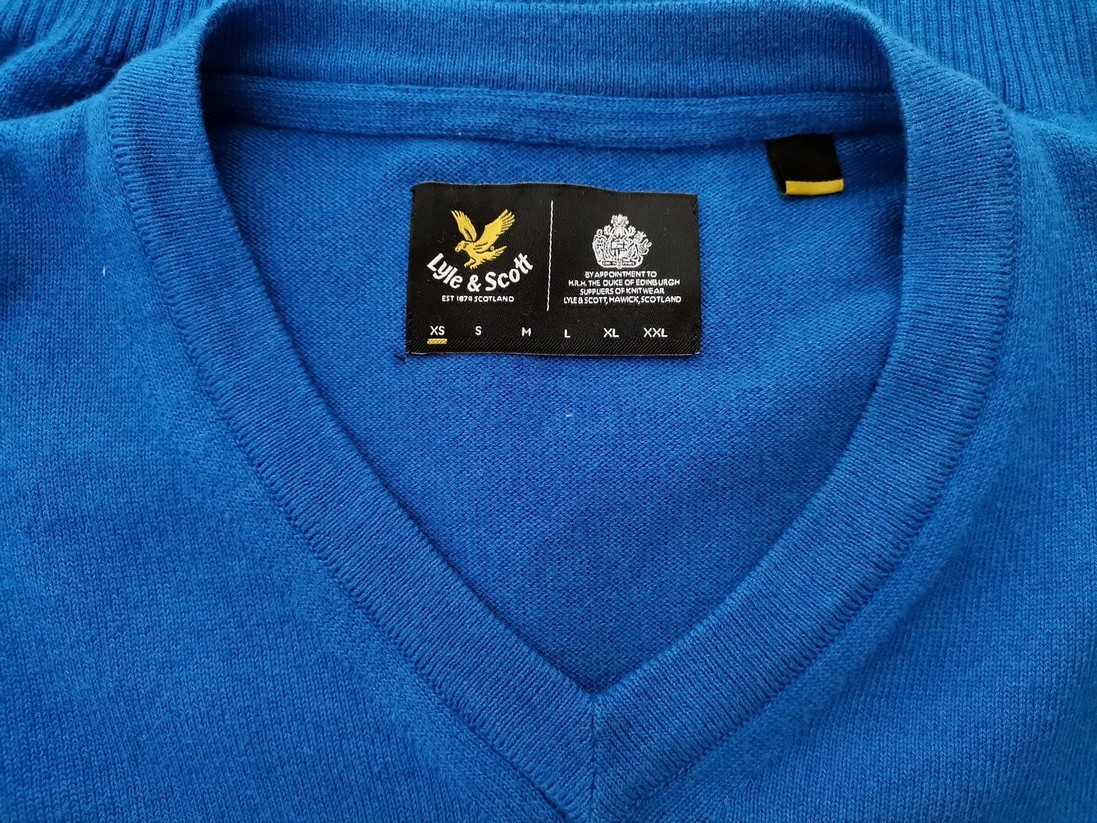 Lyle & Scott
EST 1874 SCOTLAND
BY APPOINTMENT TO
H.R.H. THE DUKE OF EDINBURGH
SUPPLIERS OF KNITWEAR
LYLE & SCOTT, HAWICK, SCOTLAND
XS S M L XL XXL